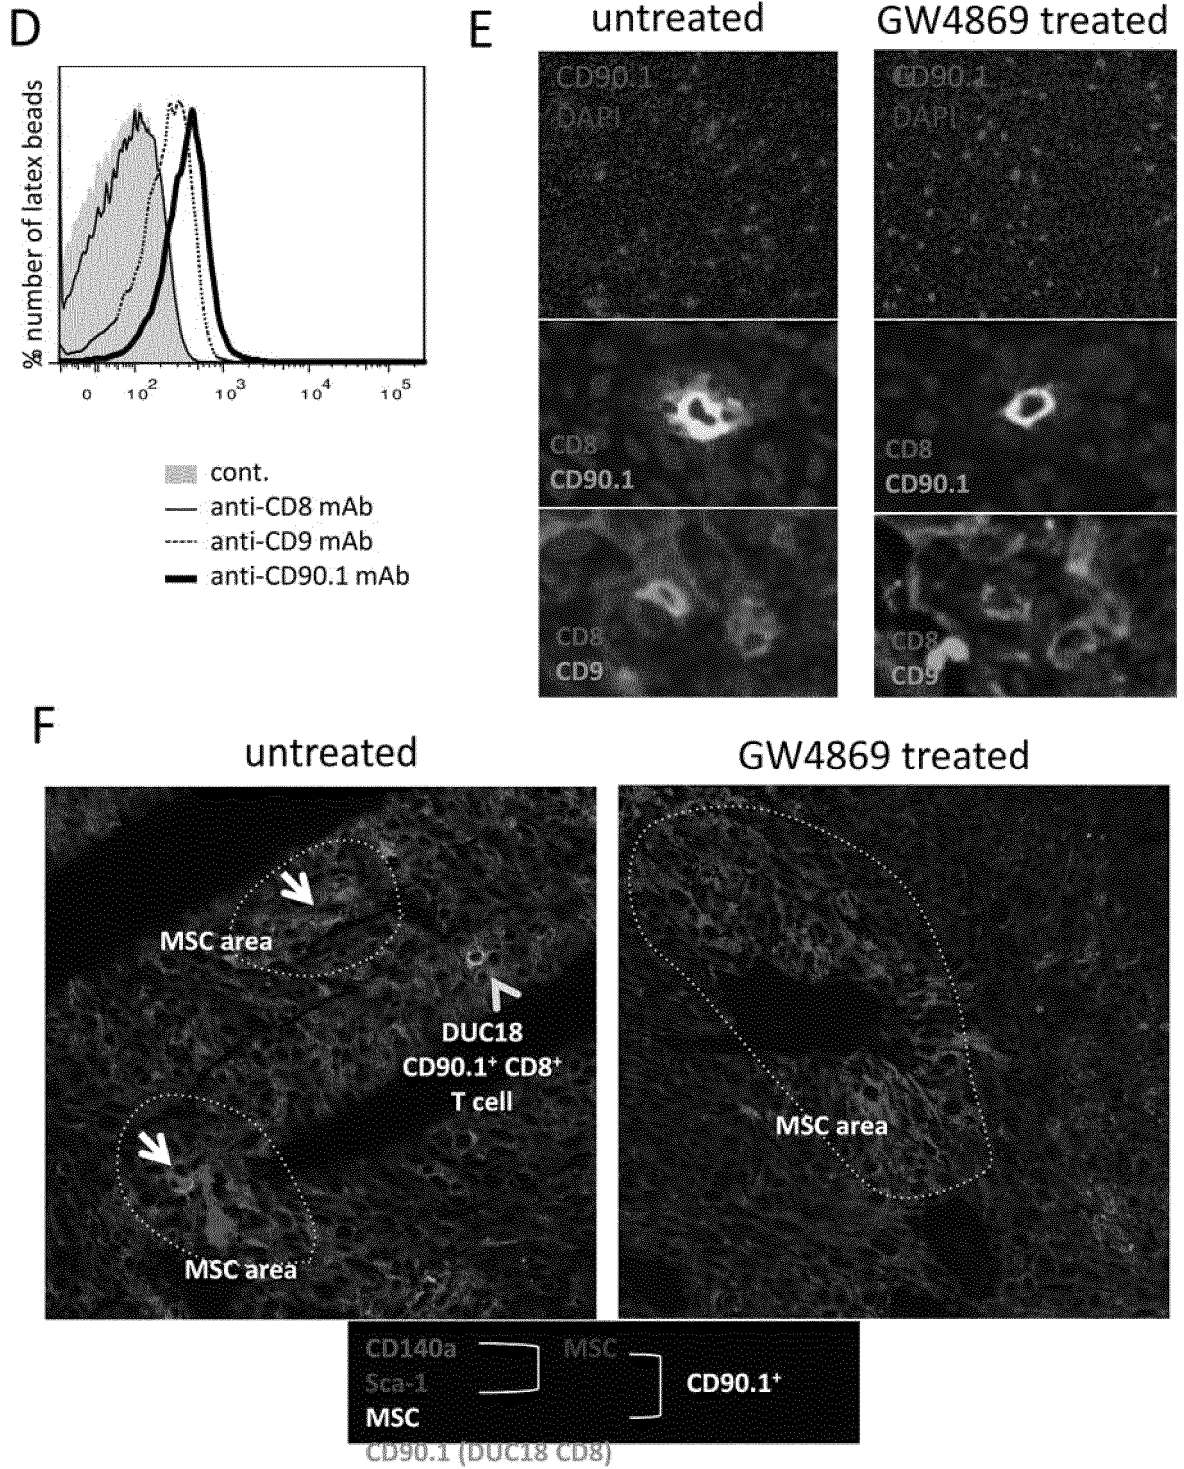 D
% number of latex beads
0 10² 10³ 10⁴ 10⁵
cont.
anti-CD8 mAb
anti-CD9 mAb
anti-CD90.1 mAb
E
untreated
GW4869 treated
CD90.1
DAPI
CD90.1
DAPI
CD8
CD90.1
CD8
CD90.1
CD8
CD9
CD8
CD9
F
untreated
GW4869 treated
MSC area
DUC18
CD90.1⁺ CD8⁺
T cell
MSC area
MSC area
CD140a
MSC
Sca-1
CD90.1⁺
MSC
CD90.1 (DUC18 CD8)